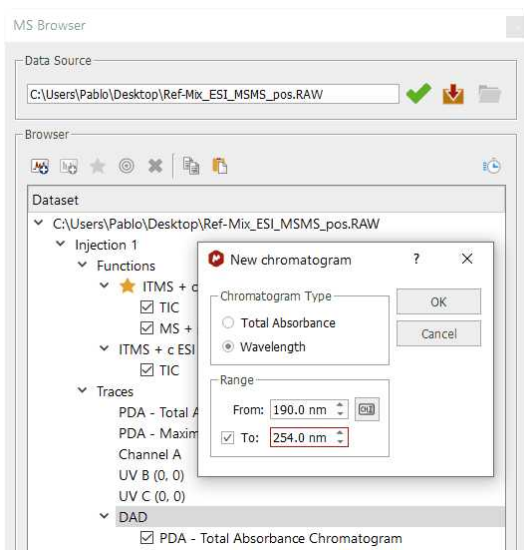 MS Browser
Data Source
C:\Users\Pablo\Desktop\Ref-Mix_ESI_MSMS_pos.RAW
Browser
Dataset
C:\Users\Pablo\Desktop\Ref-Mix_ESI_MSMS_pos.RAW
Injection 1
Functions
ITMS + c
TIC
MS +
ITMS + c ESI
TIC
Traces
PDA - Total A
PDA - Maxim
Channel A
UV B (0, 0)
UV C (0, 0)
DAD
PDA - Total Absorbance Chromatogram
New chromatogram ? ×
Chromatogram Type
Total Absorbance
Wavelength
OK
Cancel
Range
From: 190.0 nm
To: 254.0 nm